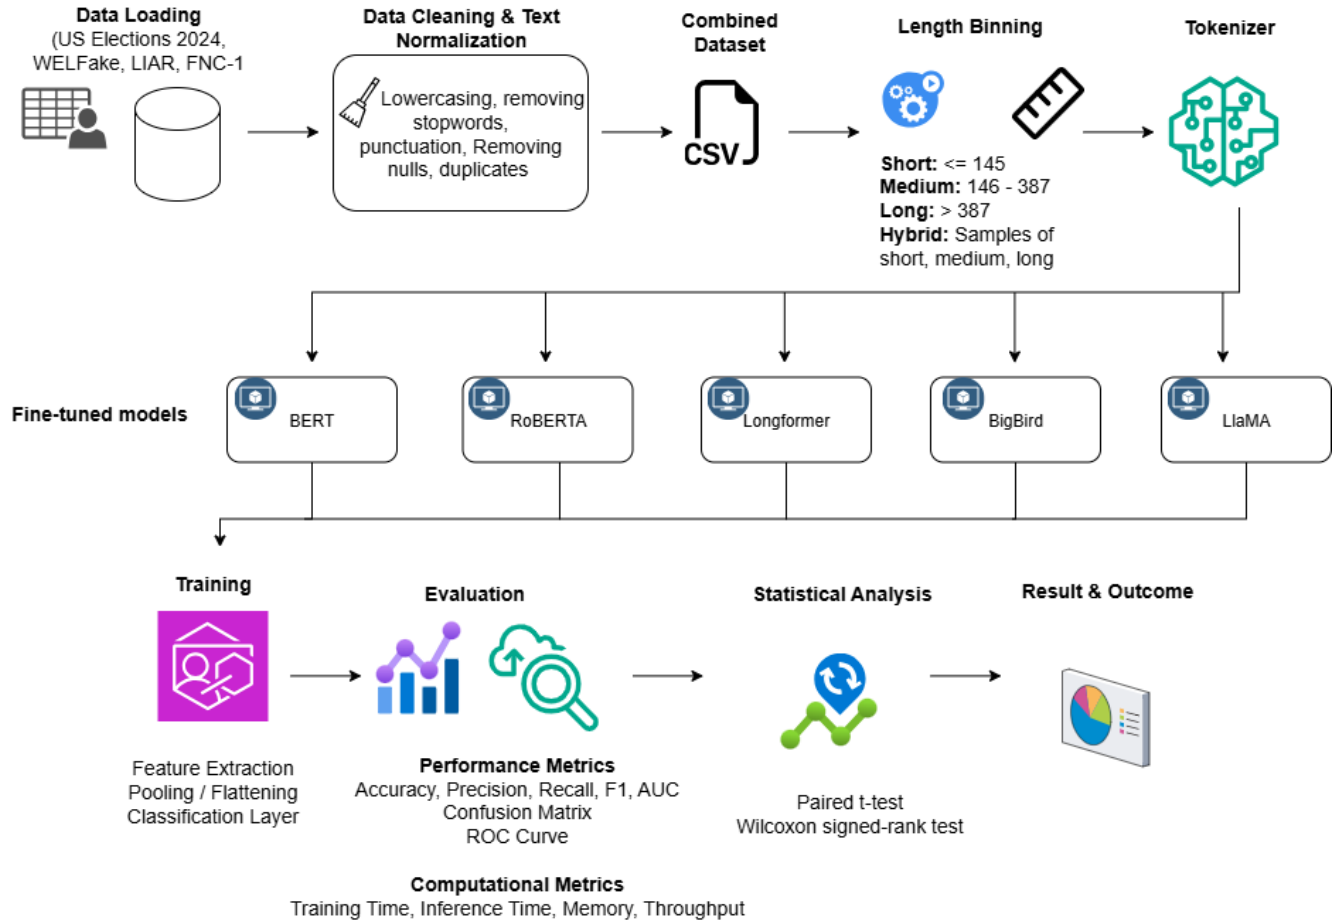 Data Loading
(US Elections 2024,
WELFake, LIAR, FNC-1
Data Cleaning & Text
Normalization
Lowercasing, removing
stopwords,
punctuation, Removing
nulls, duplicates
Combined
Dataset
CSV
Length Binning
Short: <= 145
Medium: 146 - 387
Long: > 387
Hybrid: Samples of
short, medium, long
Tokenizer
Fine-tuned models
BERT
RoBERTA
Longformer
BigBird
LlaMA
Training
Feature Extraction
Pooling / Flattening
Classification Layer
Evaluation
Performance Metrics
Accuracy, Precision, Recall, F1, AUC
Confusion Matrix
ROC Curve
Computational Metrics
Training Time, Inference Time, Memory, Throughput
Statistical Analysis
Paired t-test
Wilcoxon signed-rank test
Result & Outcome